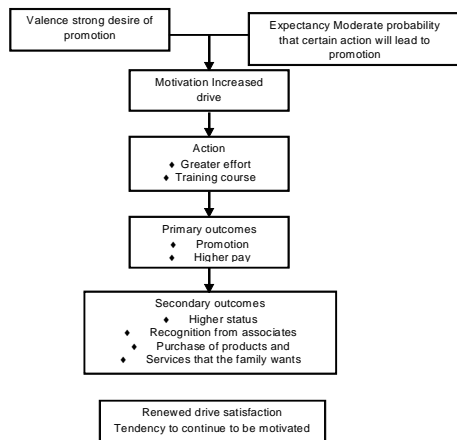 Valence strong desire of
promotion
Expectancy Moderate probability
that certain action will lead to
promotion
Motivation Increased
drive
Action
♦ Greater effort
♦ Training course
Primary outcomes
♦ Promotion
♦ Higher pay
Secondary outcomes
♦ Higher status
♦ Recognition from associates
♦ Purchase of products and
♦ Services that the family wants
Renewed drive satisfaction
Tendency to continue to be motivated